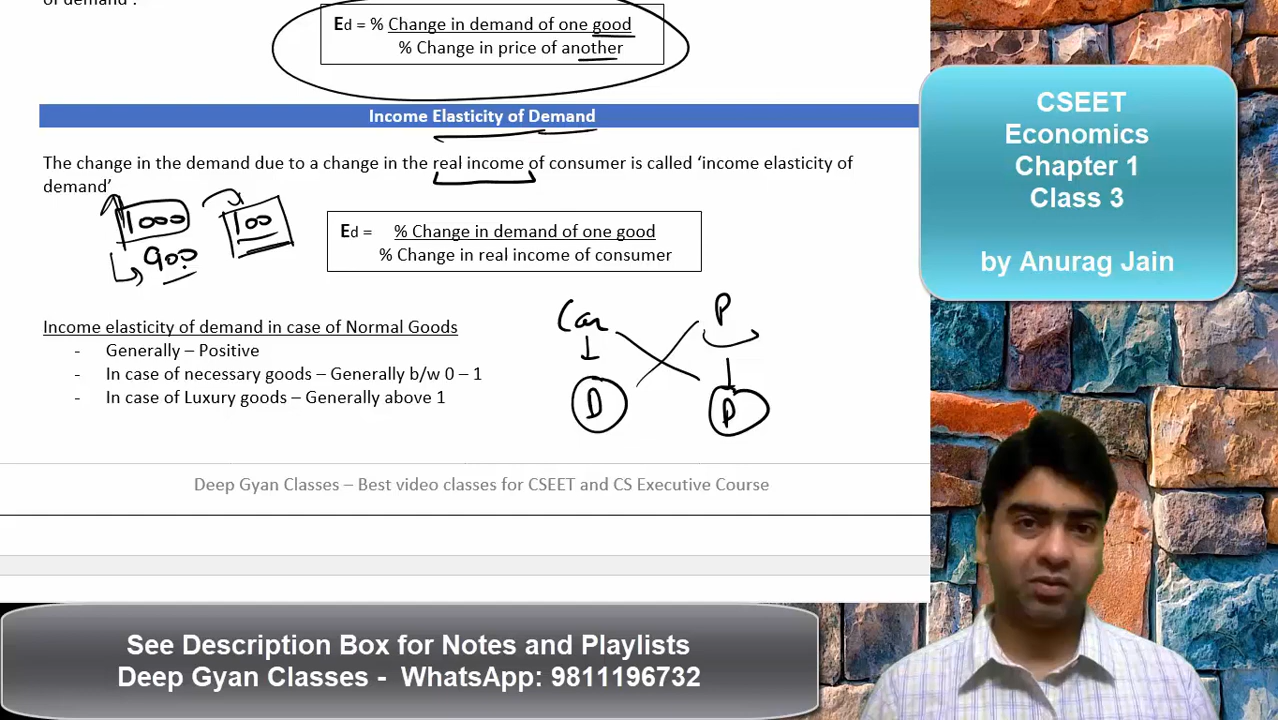 of demand'.
Ed = % Change in demand of one good
% Change in price of another
Income Elasticity of Demand
The change in the demand due to a change in the real income of consumer is called ‘income elasticity of
demand’
1000
100
900
Ed = % Change in demand of one good
% Change in real income of consumer
Income elasticity of demand in case of Normal Goods
- Generally – Positive
- In case of necessary goods – Generally b/w 0 – 1
- In case of Luxury goods – Generally above 1
Car P
D D
Deep Gyan Classes – Best video classes for CSEET and CS Executive Course
CSEET
Economics
Chapter 1
Class 3
by Anurag Jain
See Description Box for Notes and Playlists
Deep Gyan Classes - WhatsApp: 9811196732